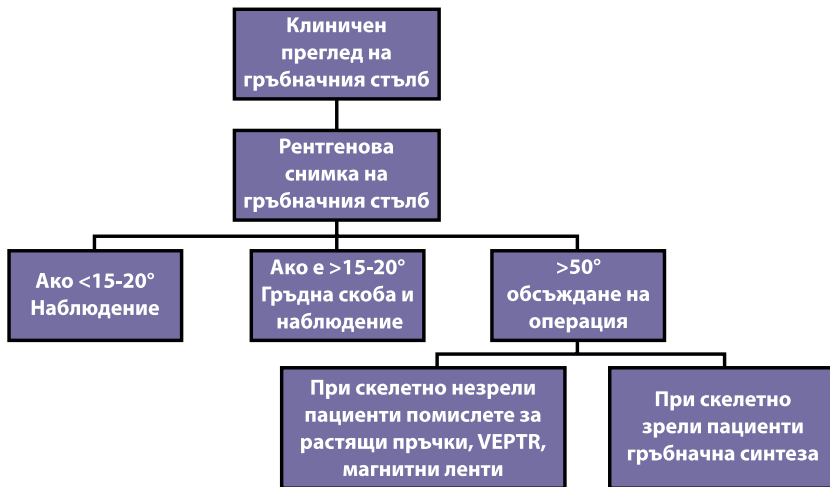 Клиничен
преглед на
гръбначния стълб
Рентгенова
снимка на
гръбначния стълб
Ако <15-20°
Наблюдение
Ако е >15-20°
Гръдна скоба и
наблюдение
>50°
обсъждане на
операция
При скелетно незрели
пациенти помислете за
растящи пръчки, VEPTR,
магнитни ленти
При скелетно
зрели пациенти
гръбначна синтеза